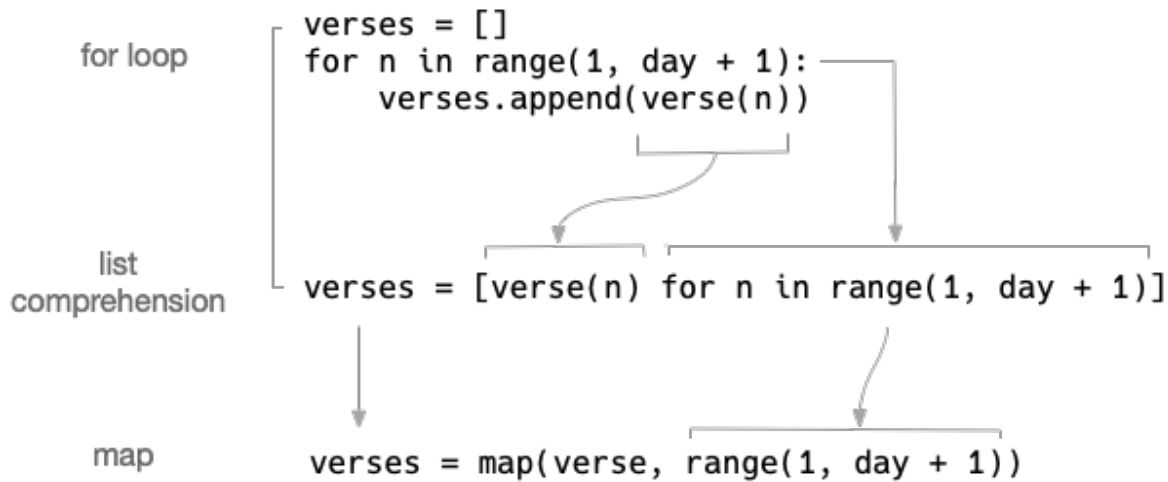 for loop
verses = []
for n in range(1, day + 1):
    verses.append(verse(n))
list
comprehension
verses = [verse(n) for n in range(1, day + 1)]
map
verses = map(verse, range(1, day + 1))